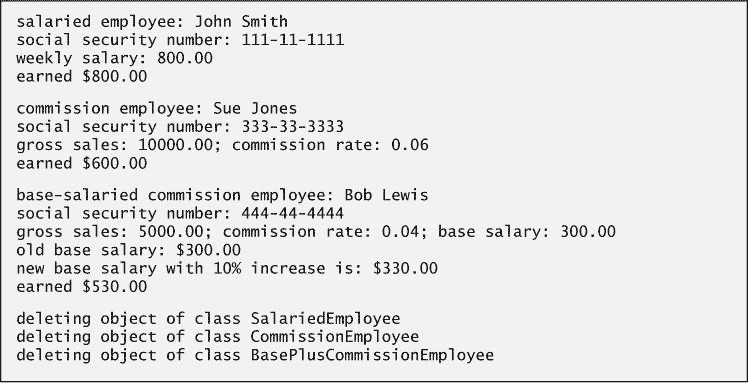 salaried employee: John Smith
social security number: 111-11-1111
weekly salary: 800.00
earned $800.00
commission employee: Sue Jones
social security number: 333-33-3333
gross sales: 10000.00; commission rate: 0.06
earned $600.00
base-salaried commission employee: Bob Lewis
social security number: 444-44-4444
gross sales: 5000.00; commission rate: 0.04; base salary: 300.00
old base salary: $300.00
new base salary with 10% increase is: $330.00
earned $530.00
deleting object of class SalariedEmployee
deleting object of class CommissionEmployee
deleting object of class BasePlusCommissionEmployee